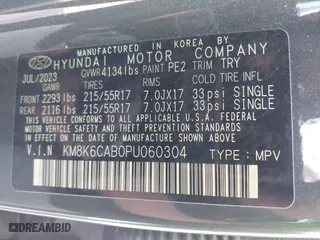 MANUFACTURED IN KOREA BY
HYUNDAI MOTOR COMPANY
JUL/2023 GVWR 4134 lbs PAINT PE2 TRIM TRY
TIRES RIMS COLD TIRE INFL.
FRONT 2293 lbs 215/55R17 7.0JX17 33 psi SINGLE
REAR 2116 lbs 215/55R17 7.0JX17 33 psi SINGLE
THIS VEHICLE CONFORMS TO ALL APPLICABLE U.S.
FEDERAL MOTOR VEHICLE SAFETY, BUMPER, AND
THEFT PREVENTION STANDARDS IN EFFECT ON THE
DATE OF MANUFACTURE SHOWN ABOVE.
V.I.N KM8K6CAB0PU060304 TYPE: MPV